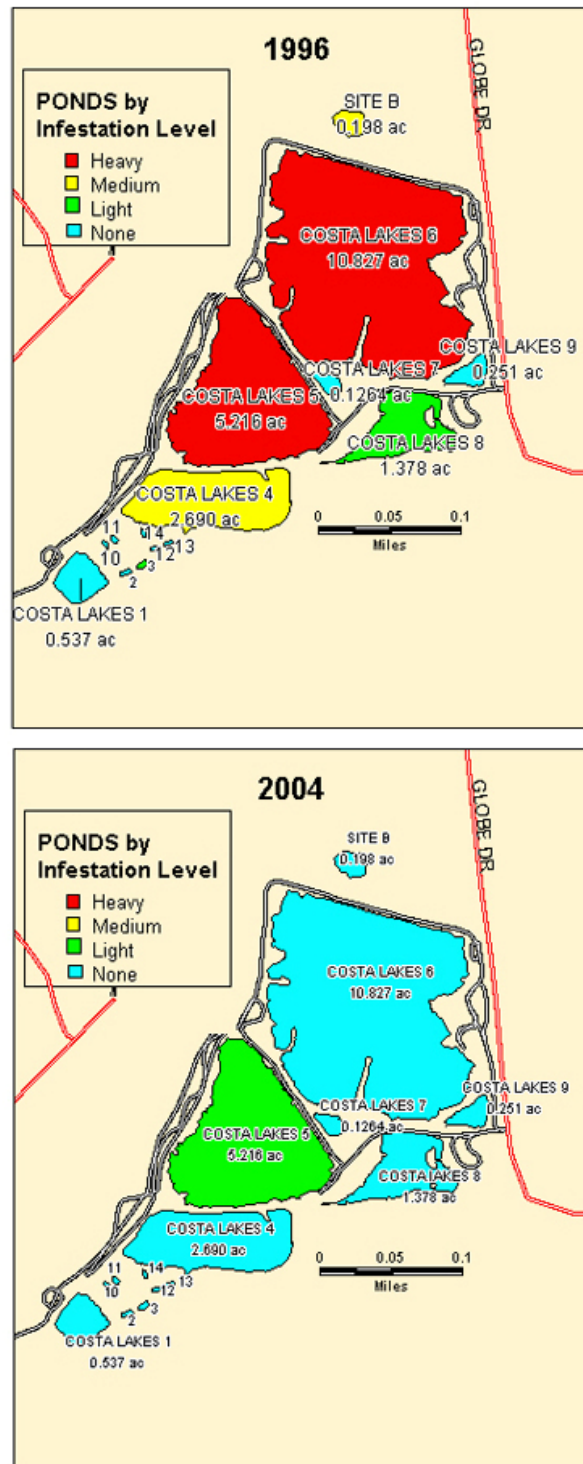 1996
GLOBE DR
PONDS by
Infestation Level
Heavy
Medium
Light
None
SITE B
0.198 ac
COSTA LAKES 6
10.827 ac
COSTA LAKES 9
0.251 ac
COSTA LAKES 7
0.1264 ac
COSTA LAKES 5
5.216 ac
COSTA LAKES 8
1.378 ac
COSTA LAKES 4
2.690 ac
0 0.05 0.1
Miles
11
14
13
10
12
3
2
COSTA LAKES 1
0.537 ac
2004
GLOBE DR
PONDS by
Infestation Level
Heavy
Medium
Light
None
SITE B
0.198 ac
COSTA LAKES 6
10.827 ac
COSTA LAKES 9
0.251 ac
COSTA LAKES 7
0.1264 ac
COSTA LAKES 5
5.216 ac
COSTA LAKES 8
1.378 ac
COSTA LAKES 4
2.690 ac
0 0.05 0.1
Miles
11
14
13
10
12
3
2
COSTA LAKES 1
0.537 ac